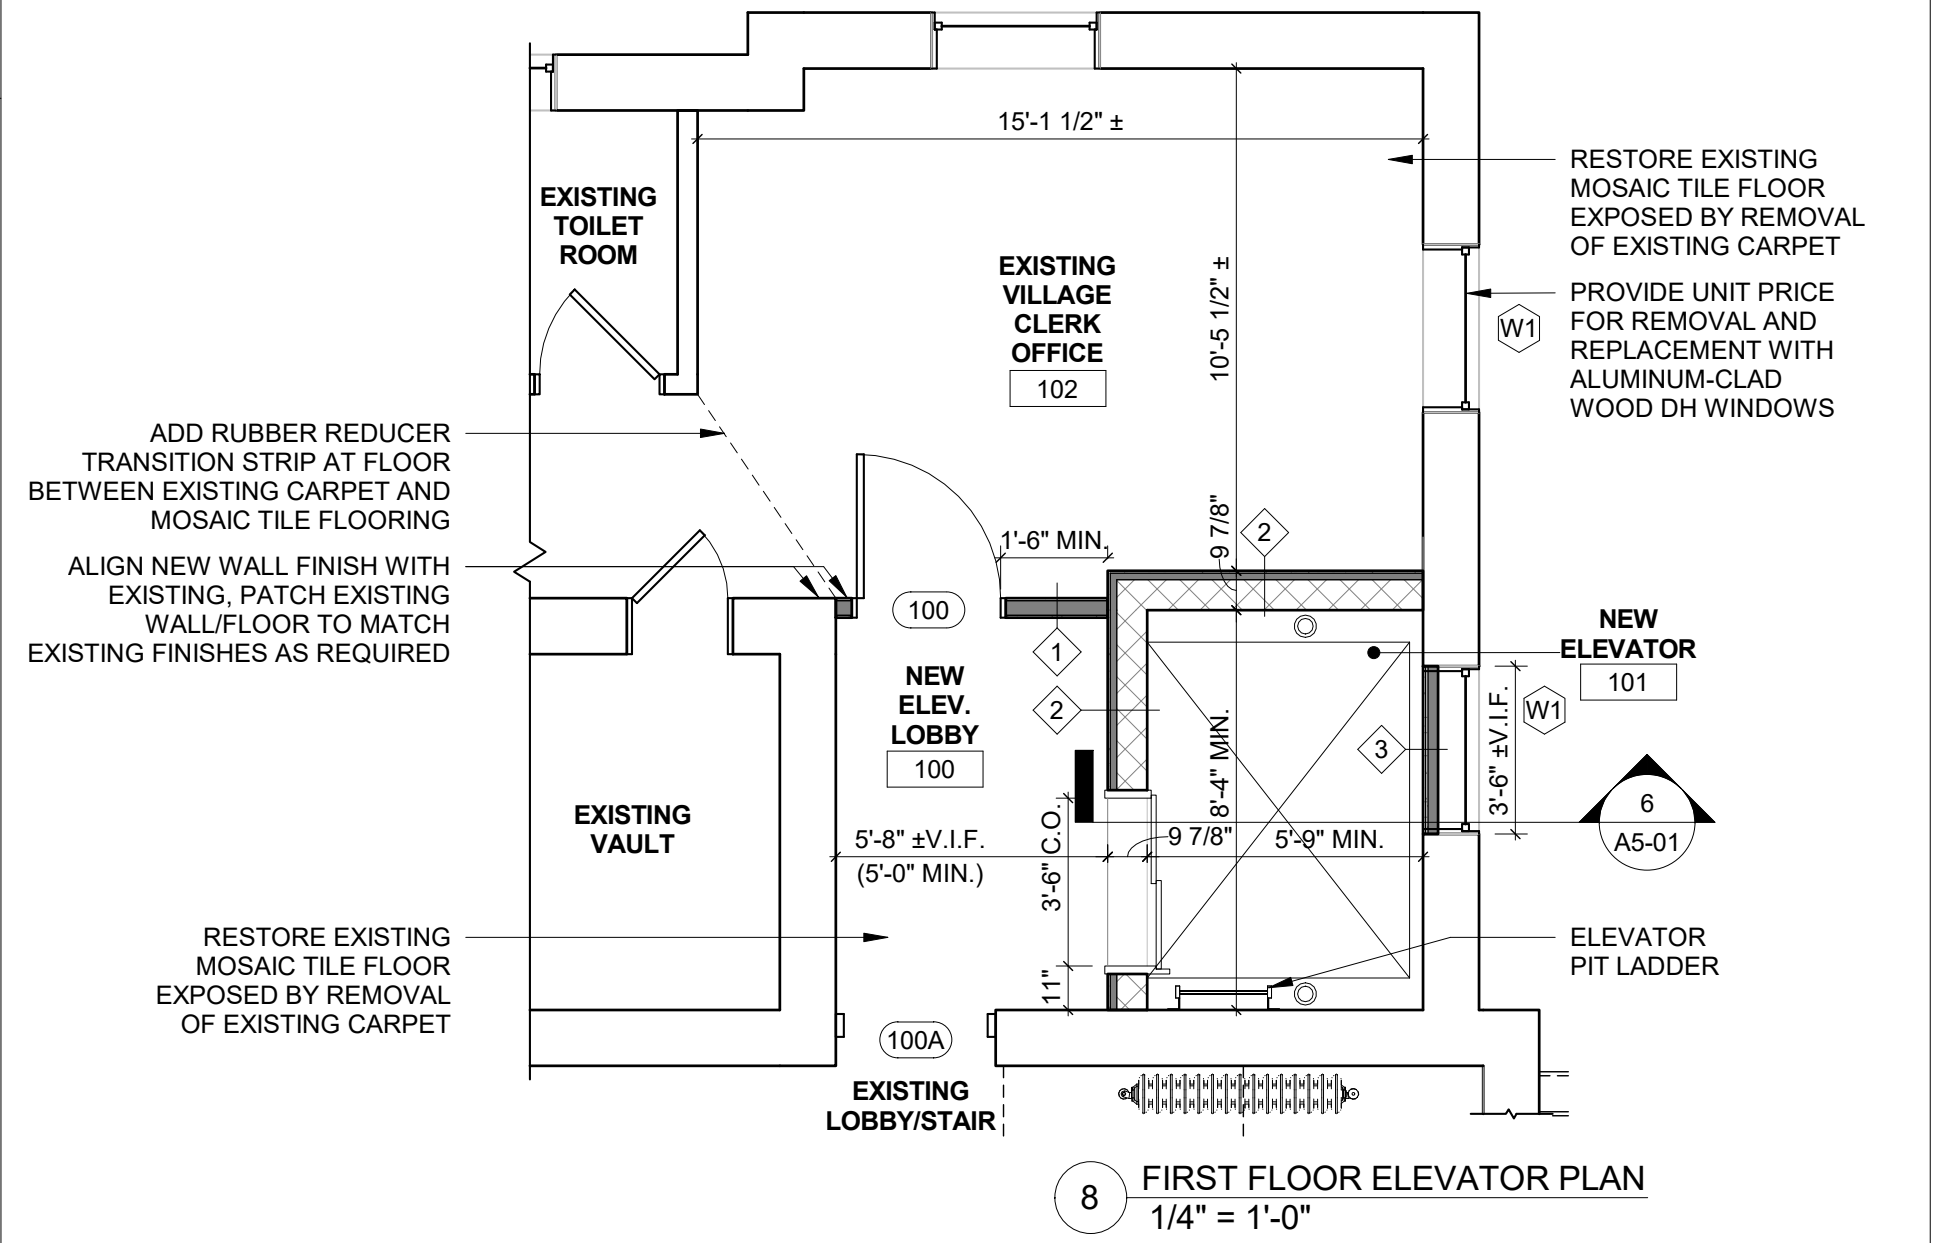 15'-1 1/2" ±
RESTORE EXISTING
MOSAIC TILE FLOOR
EXPOSED BY REMOVAL
OF EXISTING CARPET
EXISTING
TOILET
ROOM
EXISTING
VILLAGE
CLERK
OFFICE
102
10'-5 1/2" ±
PROVIDE UNIT PRICE
FOR REMOVAL AND
REPLACEMENT WITH
ALUMINUM-CLAD
WOOD DH WINDOWS
W1
ADD RUBBER REDUCER
TRANSITION STRIP AT FLOOR
BETWEEN EXISTING CARPET AND
MOSAIC TILE FLOORING
ALIGN NEW WALL FINISH WITH
EXISTING, PATCH EXISTING
WALL/FLOOR TO MATCH
EXISTING FINISHES AS REQUIRED
1'-6" MIN.
9 7/8"
2
100
1
NEW
ELEVATOR
101
NEW
ELEV.
LOBBY
100
2
8'-4" MIN.
3
3'-6" ±V.I.F.
W1
6
A5-01
EXISTING
VAULT
5'-8" ±V.I.F.
(5'-0" MIN.)
3'-6" C.O.
9 7/8"
5'-9" MIN.
11"
RESTORE EXISTING
MOSAIC TILE FLOOR
EXPOSED BY REMOVAL
OF EXISTING CARPET
ELEVATOR
PIT LADDER
100A
EXISTING
LOBBY/STAIR
8
FIRST FLOOR ELEVATOR PLAN
1/4" = 1'-0"